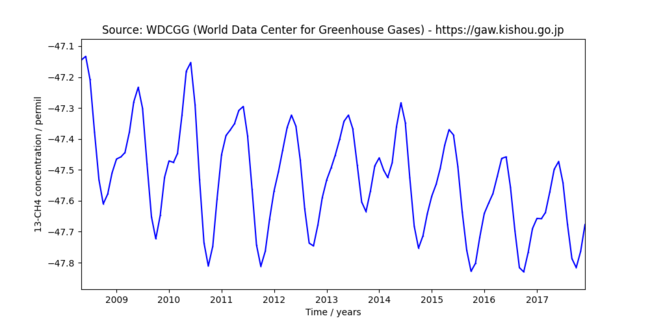 Source: WDCGG (World Data Center for Greenhouse Gases) - https://gaw.kishou.go.jp
−47.1
−47.2
−47.3
−47.4
−47.5
−47.6
−47.7
−47.8
13-CH4 concentration / permil
2009 2010 2011 2012 2013 2014 2015 2016 2017
Time / years